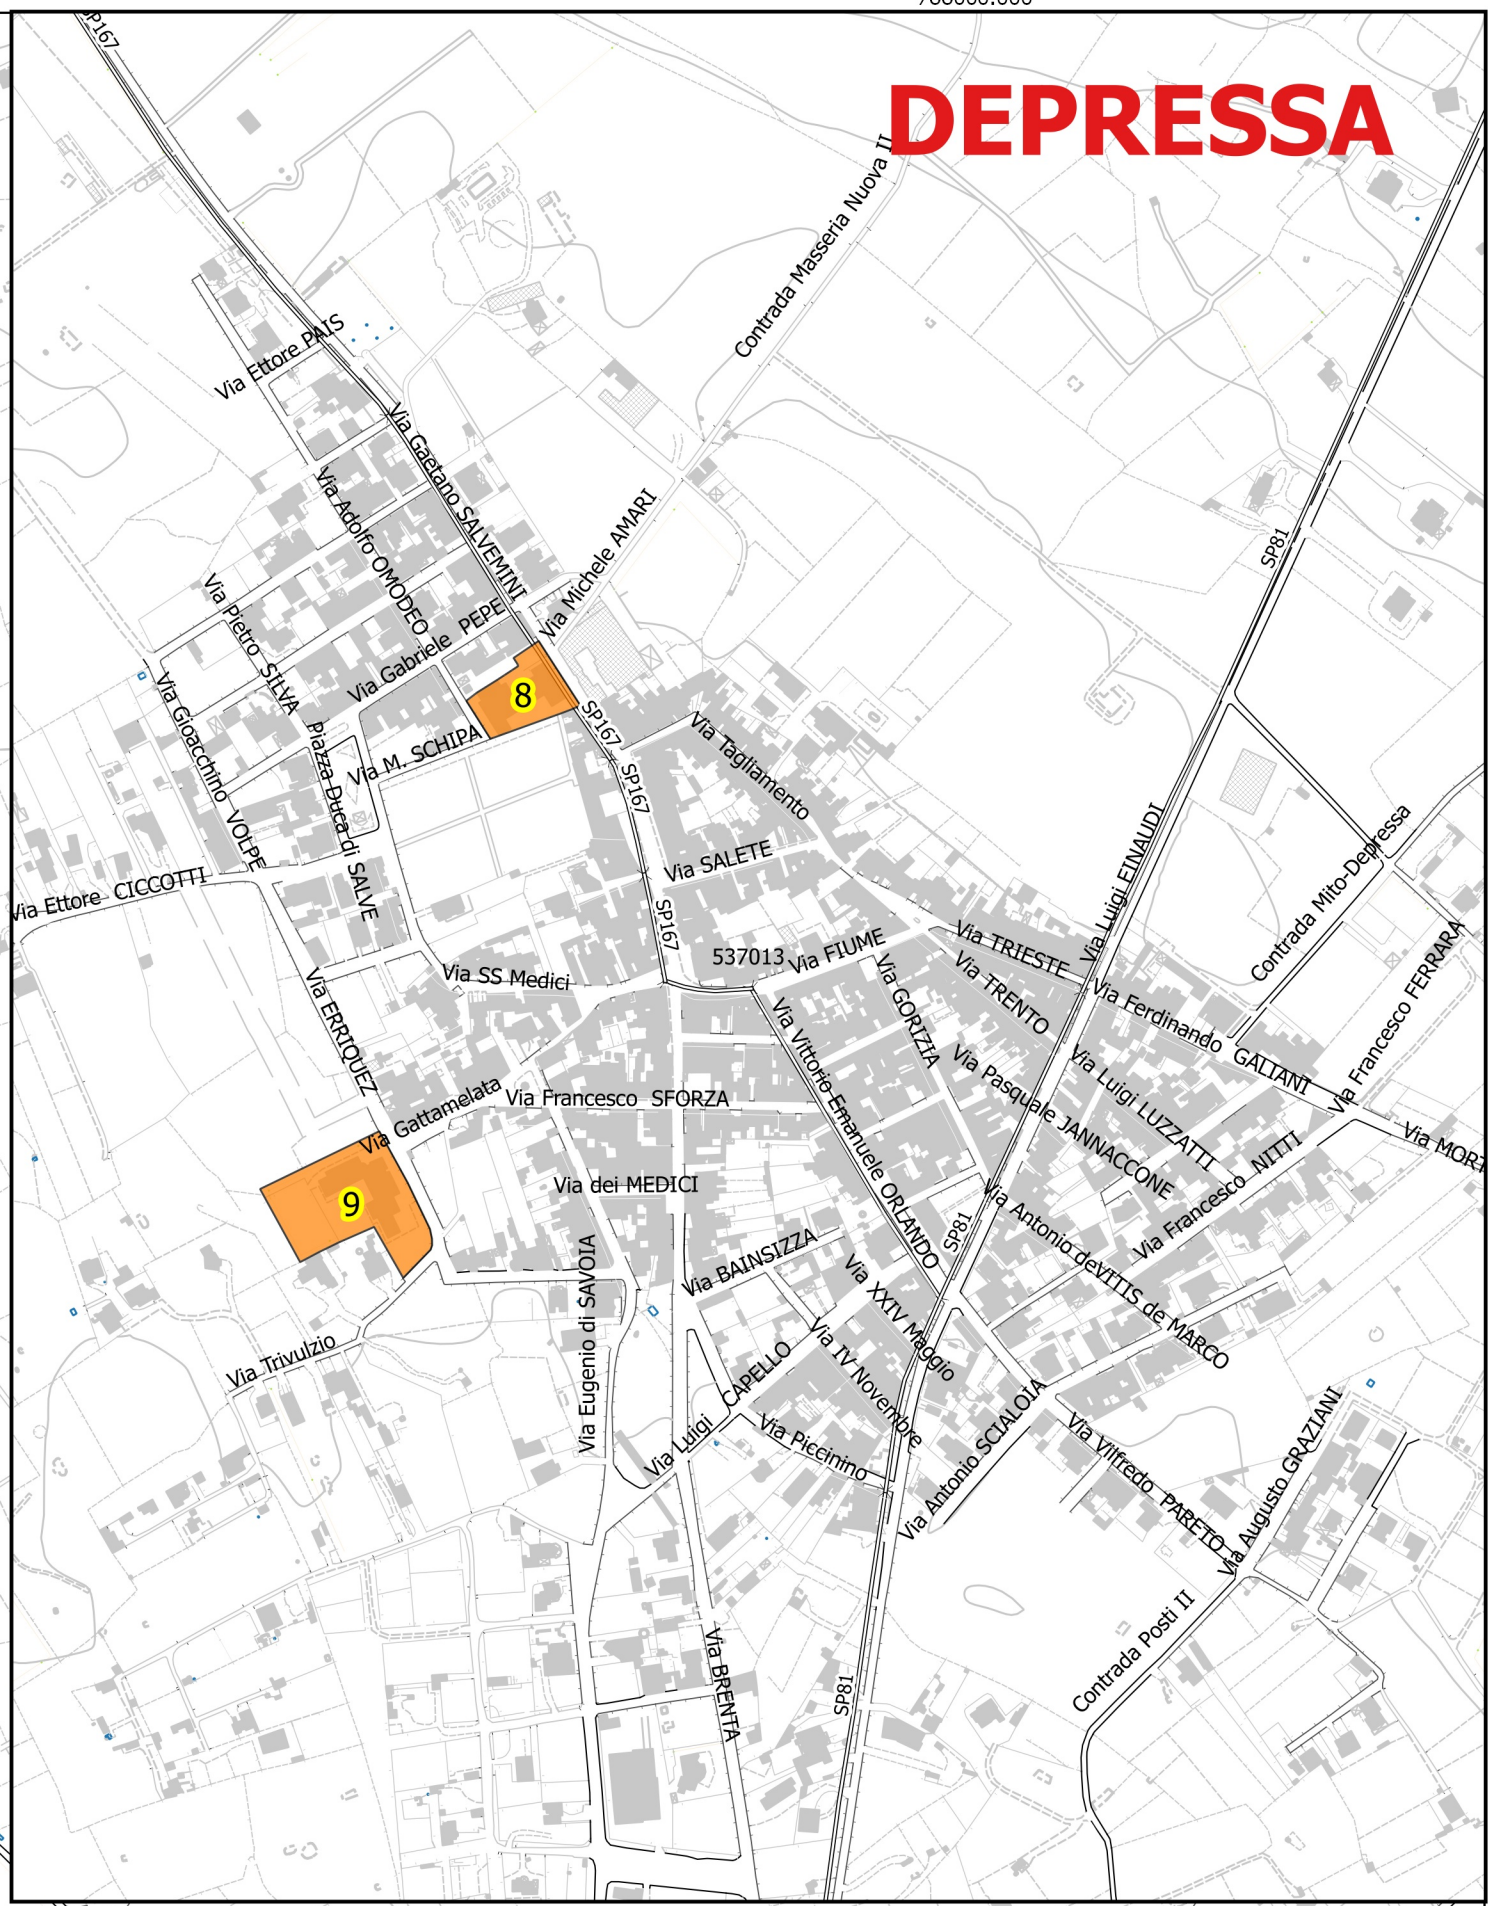 DEPRESSA
SP167
Contrada Masseria Nuova II
Via Ettore PAIS
Via Gaetano SALVEMINI
Via Adolfo OMODEO
Via Michele AMARI
SP81
Via Pietro SILVA
Via Gabriele PEPE
8
Via Gioacchino VOLPE
Piazza Duca di SALVE
Via M. SCHIPA
SP167
Via Tagliamento
SP167
Via SALETE
Via Luigi EINAUDI
Contrada Mito-Depressa
Via Ettore CICCOTTI
SP167
537013
Via FIUME
Via TRIESTE
Via SS Medici
Via GORIZIA
Via TRENTO
Via Ferdinando GALIANI
Via Francesco FERRARA
Via ERRIQUEZ
Via Vittorio Emanuele ORLANDO
Via Pasquale JANNACCONE
Via Luigi LUZZATTI
Via Gattamelata
Via Francesco SFORZA
Via Francesco NITTI
9
Via dei MEDICI
SP81
Via Antonio deVITIS de MARCO
Via BAINSIZZA
Via XXIV Maggio
Via Eugenio di SAVOIA
Via Trivulzio
Via IV Novembre
Via Luigi CAPELLO
Via Piccinino
Via Antonio SCIALOIA
Via Vilfredo PARETO
Via Augusto GRAZIANI
Contrada Posti II
Via BRENTA
SP81